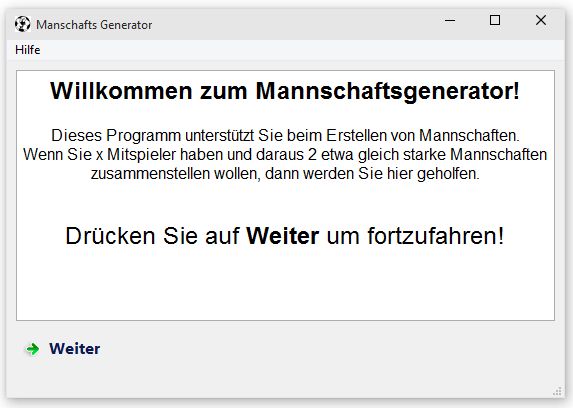 Manschafts Generator
Hilfe
Willkommen zum Mannschaftsgenerator!
Dieses Programm unterstützt Sie beim Erstellen von Mannschaften.
Wenn Sie x Mitspieler haben und daraus 2 etwa gleich starke Mannschaften
zusammenstellen wollen, dann werden Sie hier geholfen.
Drücken Sie auf Weiter um fortzufahren!
Weiter